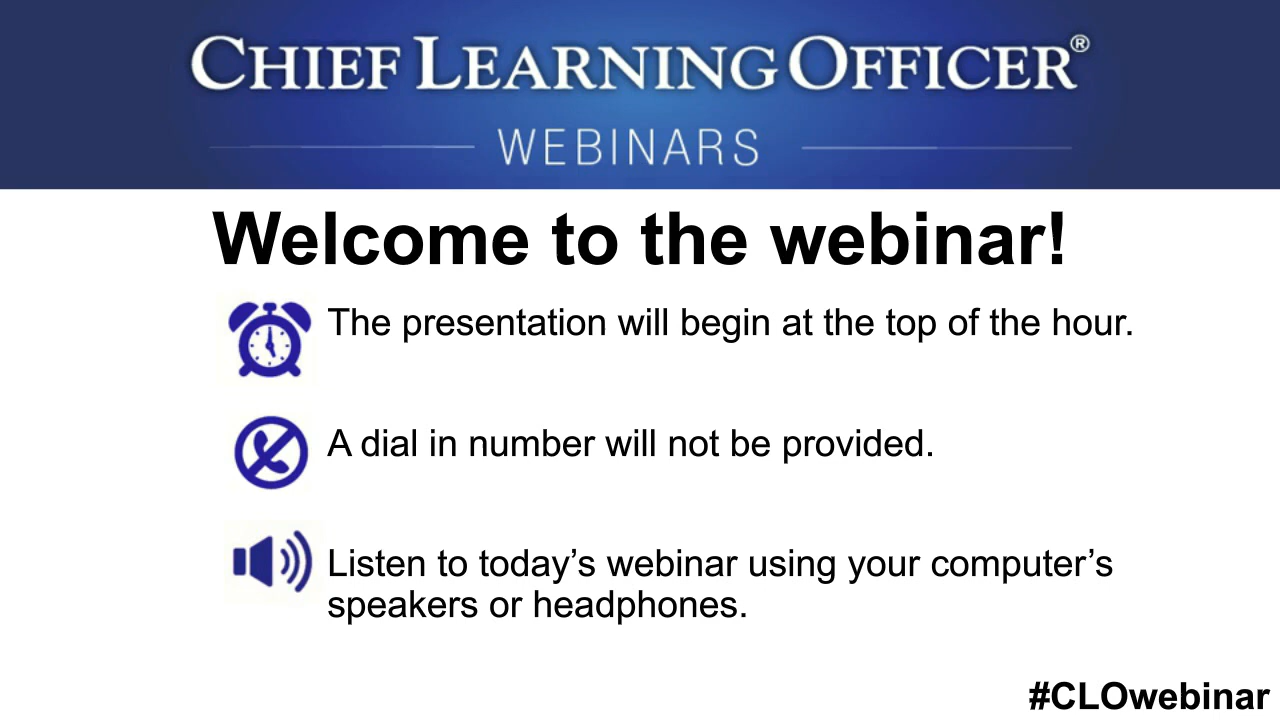 CHIEF LEARNING OFFICER®
WEBINARS
Welcome to the webinar!
The presentation will begin at the top of the hour.
A dial in number will not be provided.
Listen to today’s webinar using your computer’s
speakers or headphones.
#CLOwebinar